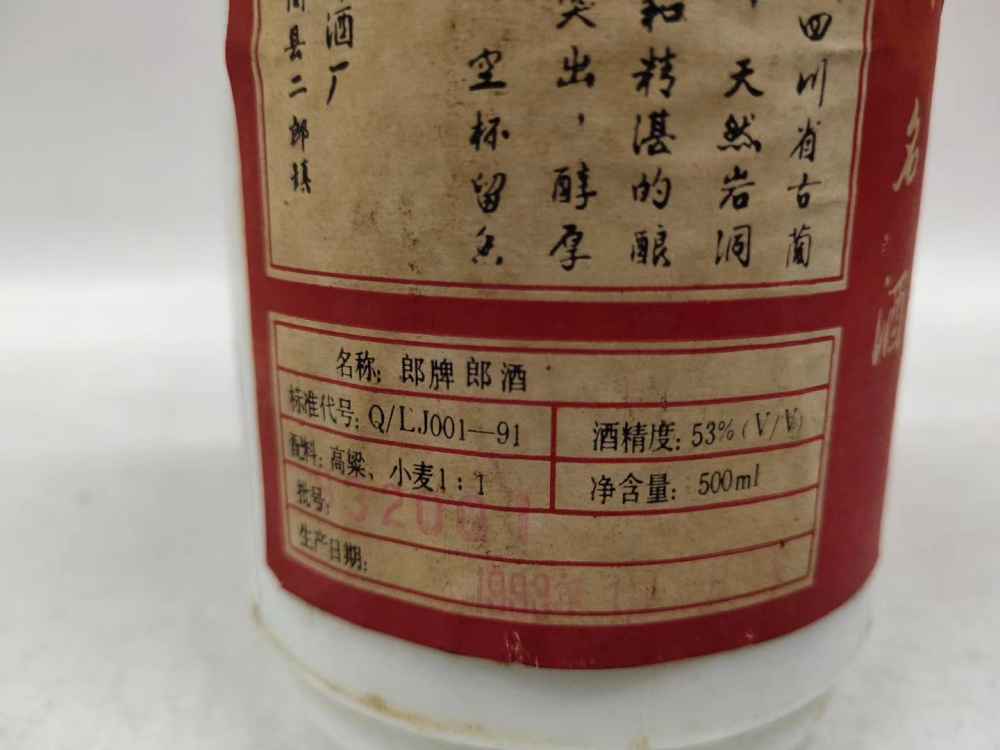 四川省古蔺
天然岩洞
和精湛的酿
突出，醇厚
空杯留香
酒厂
县二郎镇
名
酒
名称：郎牌郎酒
标准代号：Q/LJ001—91
酒精度：53%(V/V)
配料：高粱、小麦1：1
净含量：500ml
批号：
生产日期：